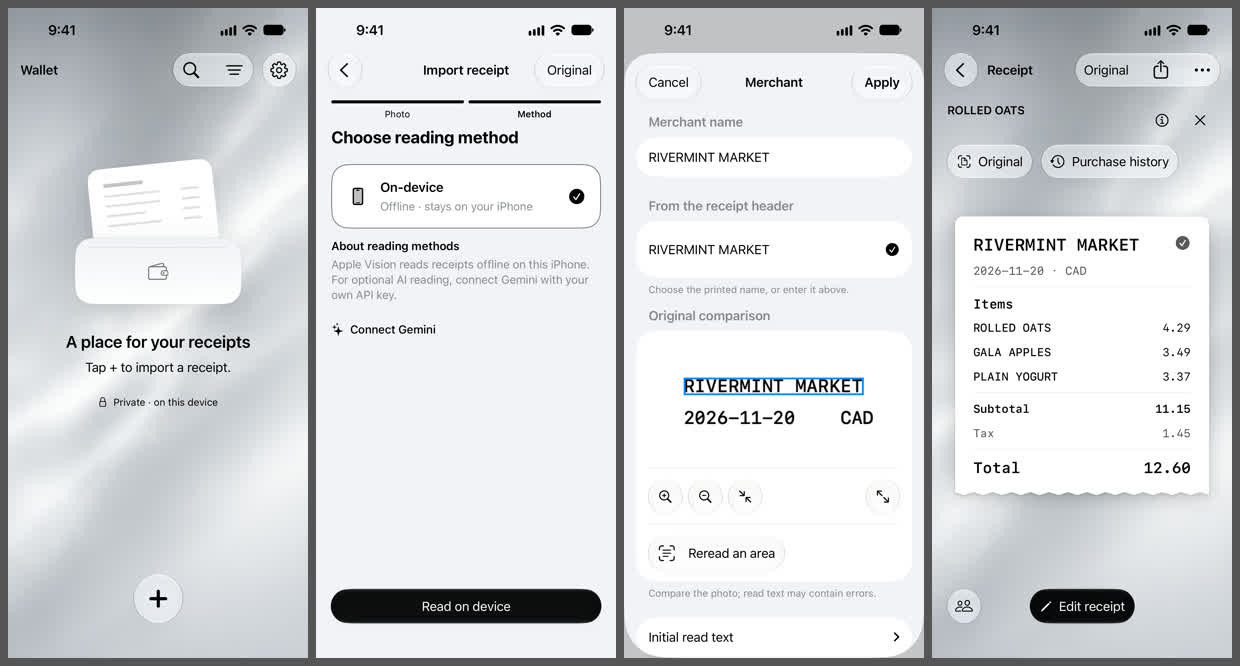 9:41
Wallet
A place for your receipts
Tap + to import a receipt.
Private · on this device
9:41
Import receipt
Original
Photo
Method
Choose reading method
On-device
Offline · stays on your iPhone
About reading methods
Apple Vision reads receipts offline on this iPhone.
For optional AI reading, connect Gemini with your
own API key.
Connect Gemini
Read on device
9:41
Cancel
Merchant
Apply
Merchant name
RIVERMINT MARKET
From the receipt header
RIVERMINT MARKET
Choose the printed name, or enter it above.
Original comparison
RIVERMINT MARKET
2026-11-20 CAD
Reread an area
Compare the photo; read text may contain errors.
Initial read text
9:41
Receipt
Original
ROLLED OATS
Original
Purchase history
RIVERMINT MARKET
2026-11-20 · CAD
Items
ROLLED OATS 4.29
GALA APPLES 3.49
PLAIN YOGURT 3.37
Subtotal 11.15
Tax 1.45
Total 12.60
Edit receipt